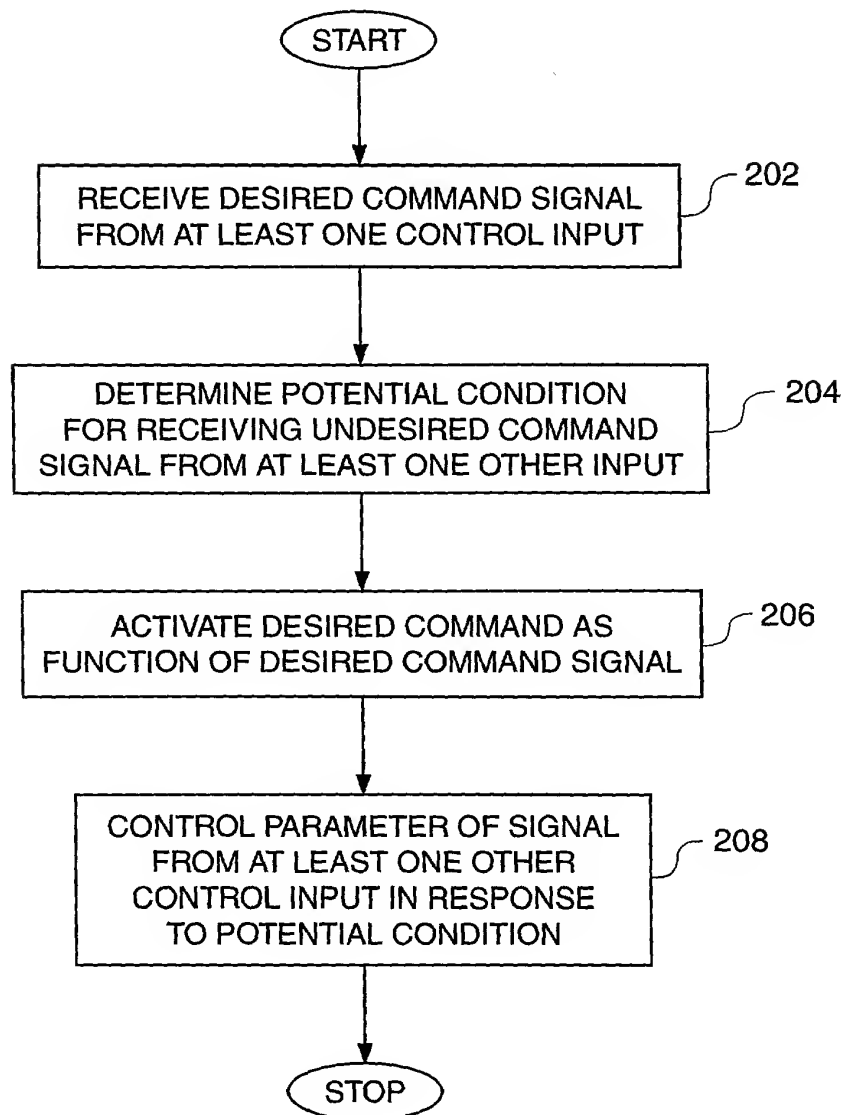 START
RECEIVE DESIRED COMMAND SIGNAL
FROM AT LEAST ONE CONTROL INPUT
202
DETERMINE POTENTIAL CONDITION
FOR RECEIVING UNDESIRED COMMAND
SIGNAL FROM AT LEAST ONE OTHER INPUT
204
ACTIVATE DESIRED COMMAND AS
FUNCTION OF DESIRED COMMAND SIGNAL
206
CONTROL PARAMETER OF SIGNAL
FROM AT LEAST ONE OTHER
CONTROL INPUT IN RESPONSE
TO POTENTIAL CONDITION
208
STOP